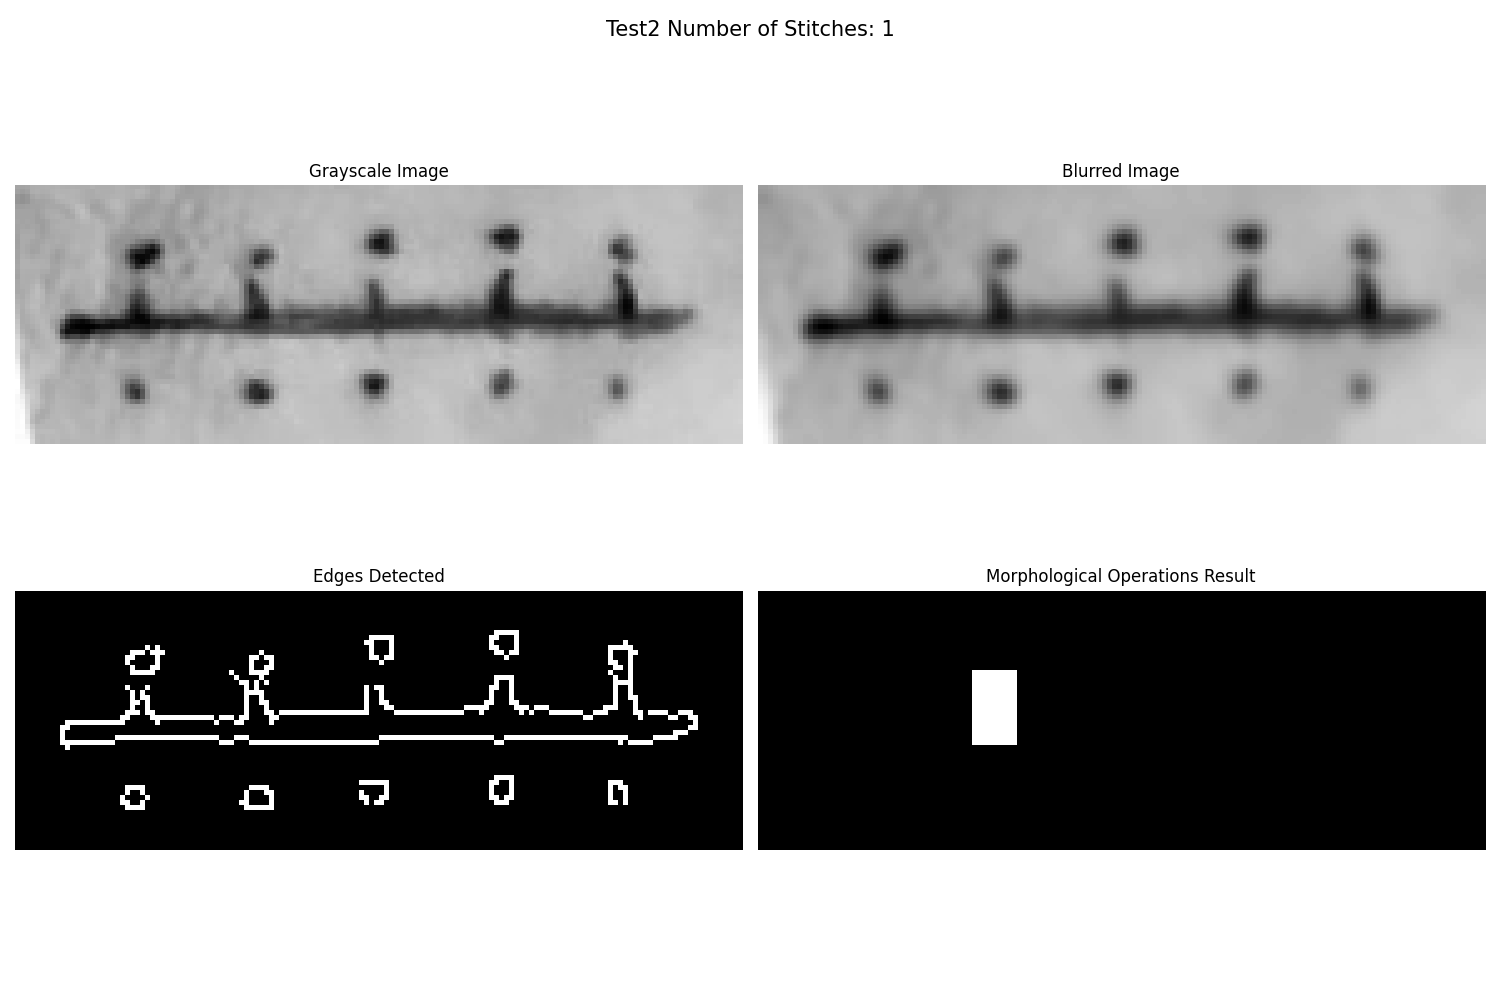 Test2 Number of Stitches: 1
Grayscale Image
Blurred Image
Edges Detected
Morphological Operations Result